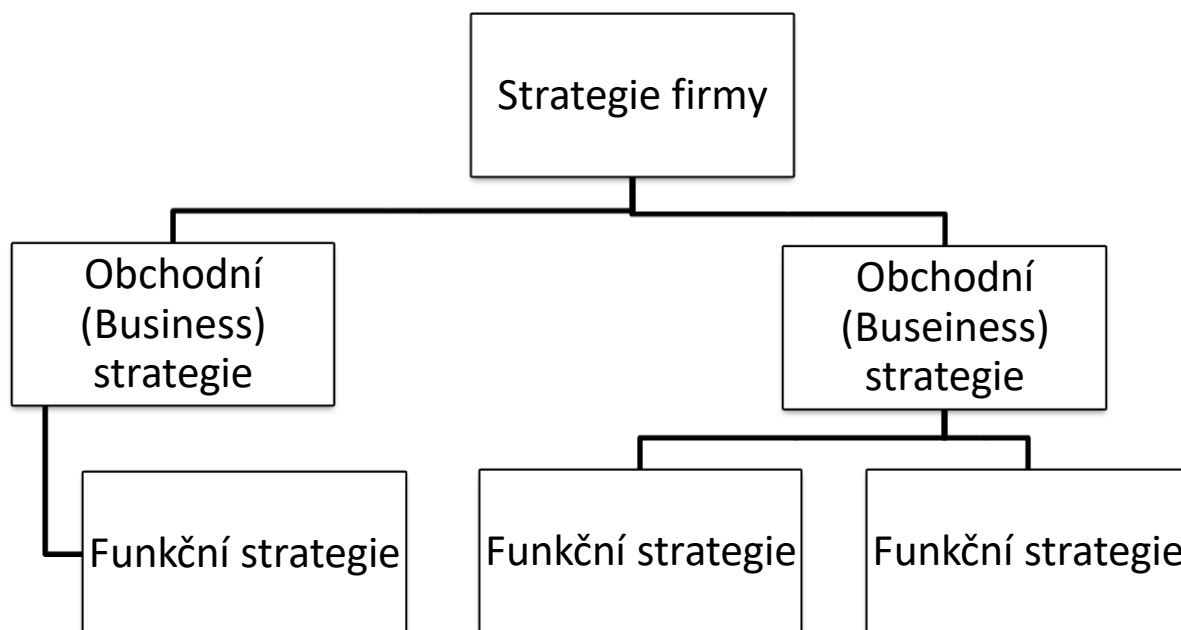 Strategie firmy
Obchodní
(Business)
strategie
Obchodní
(Buseiness)
strategie
Funkční strategie
Funkční strategie
Funkční strategie